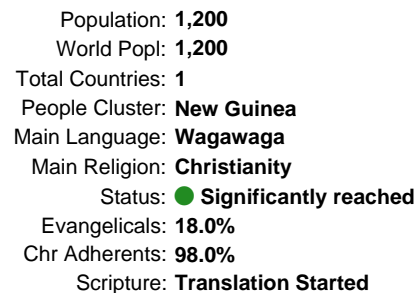 Population: 1,200
World Popl: 1,200
Total Countries: 1
People Cluster: New Guinea
Main Language: Wagawaga
Main Religion: Christianity
Status: Significantly reached
Evangelicals: 18.0%
Chr Adherents: 98.0%
Scripture: Translation Started